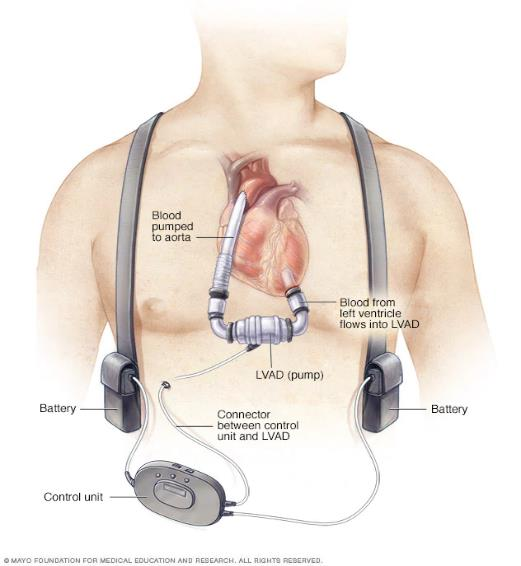 Blood
pumped
to aorta
Blood from
left ventricle
flows into LVAD
LVAD (pump)
Battery
Connector
between control
unit and LVAD
Battery
Control unit
© MAYO FOUNDATION FOR MEDICAL EDUCATION AND RESEARCH. ALL RIGHTS RESERVED.